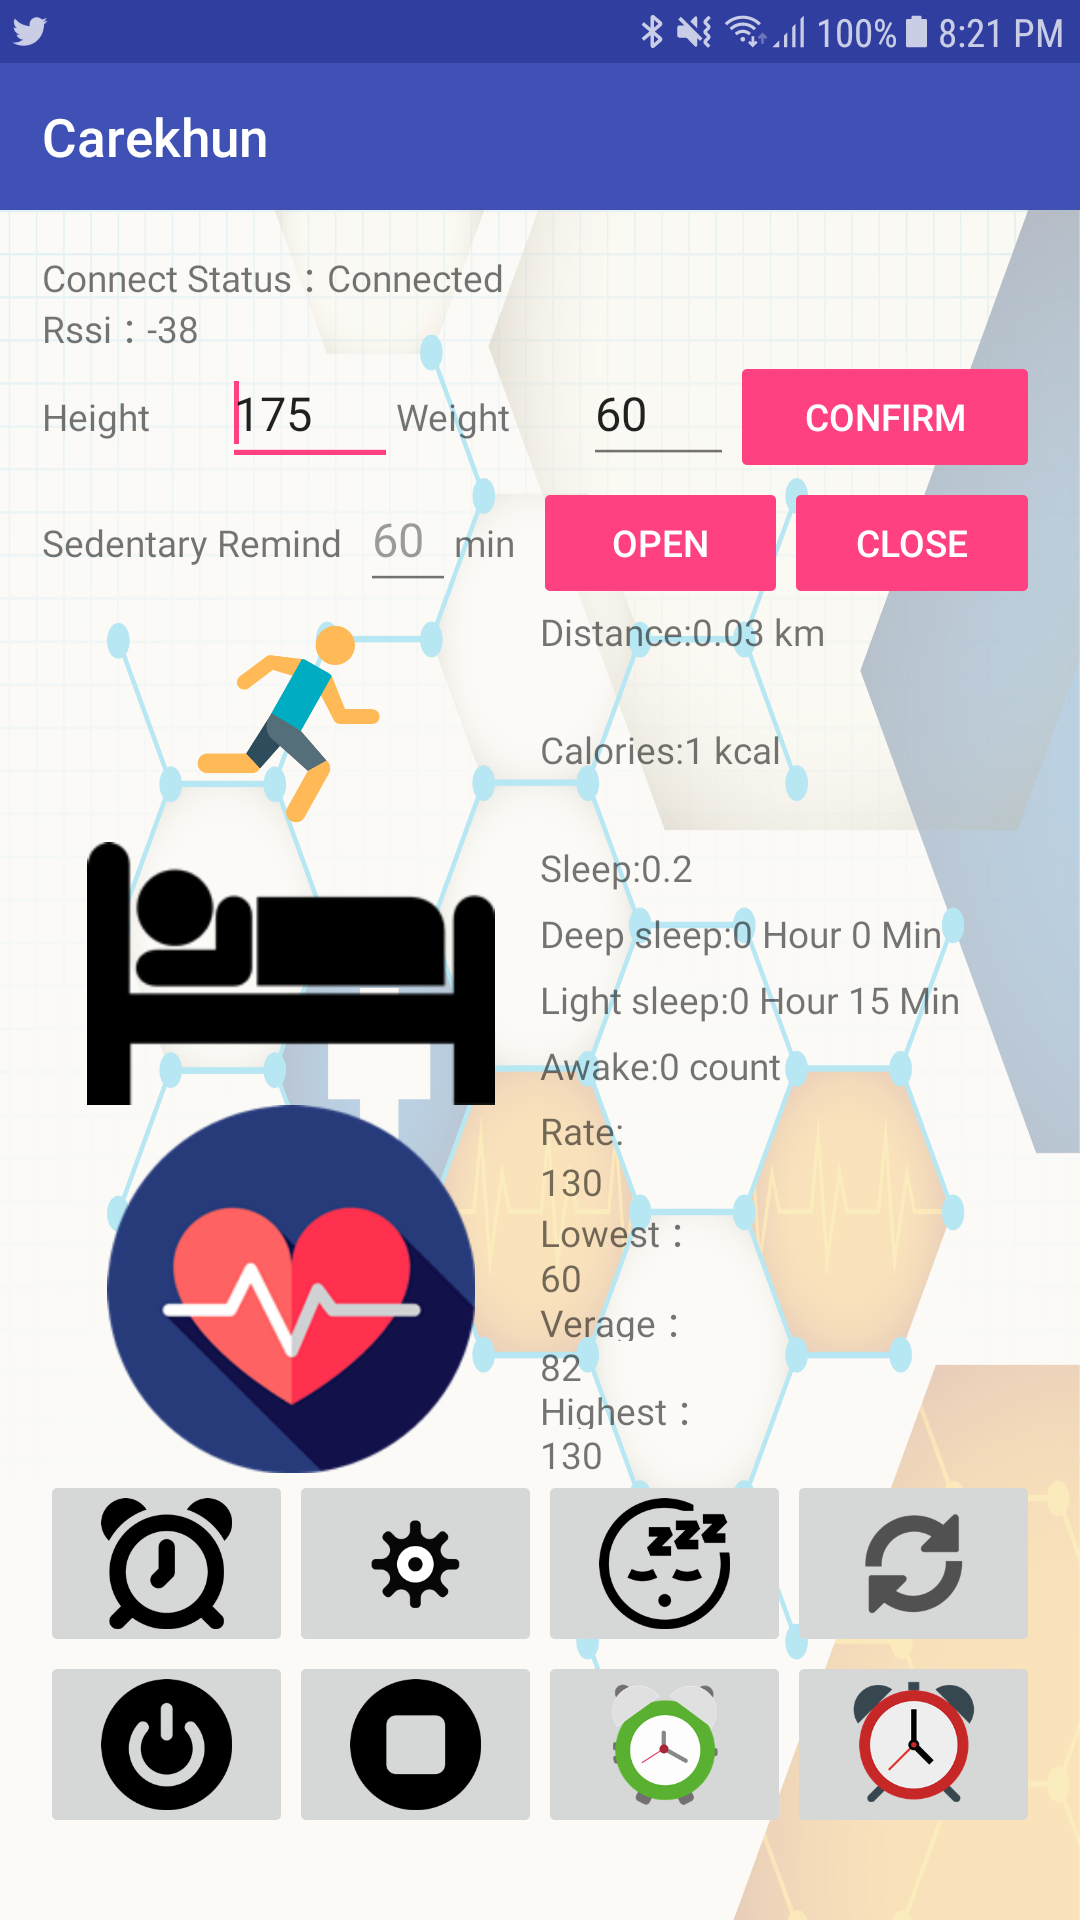 100% 8:21 PM
Carekhun
Connect Status：Connected
Rssi：-38
Height 175 Weight 60 CONFIRM
Sedentary Remind 60 min OPEN CLOSE
Distance:0.03 km
Calories:1 kcal
Sleep:0.2
Deep sleep:0 Hour 0 Min
Light sleep:0 Hour 15 Min
Awake:0 count
Rate:
130
Lowest：
60
Verage：
82
Highest：
130
zzz